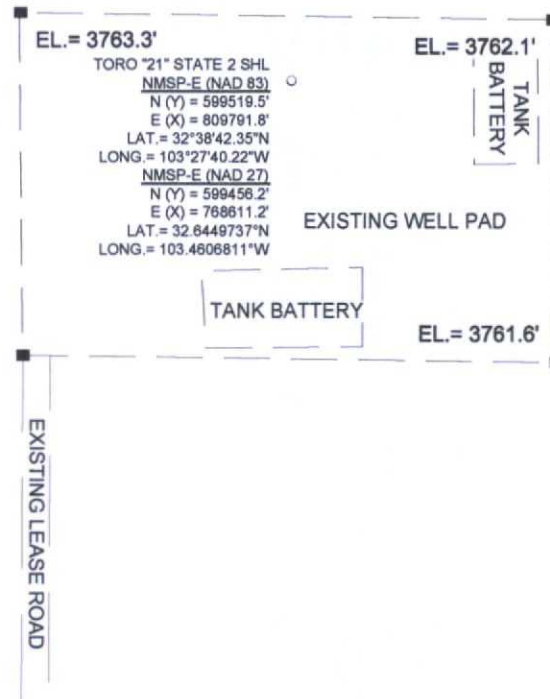 EL.= 3763.3'
EL.= 3762.1'
TORO "21" STATE 2 SHL
NMSP-E (NAD 83)
N (Y) = 599519.5'
E (X) = 809791.8'
LAT.= 32°38'42.35"N
LONG.= 103°27'40.22"W
NMSP-E (NAD 27)
N (Y) = 599456.2'
E (X) = 768611.2'
LAT.= 32.6449737°N
LONG.= 103.4606811°W
TANK
BATTERY
EXISTING WELL PAD
TANK BATTERY
EL.= 3761.6'
EXISTING LEASE ROAD